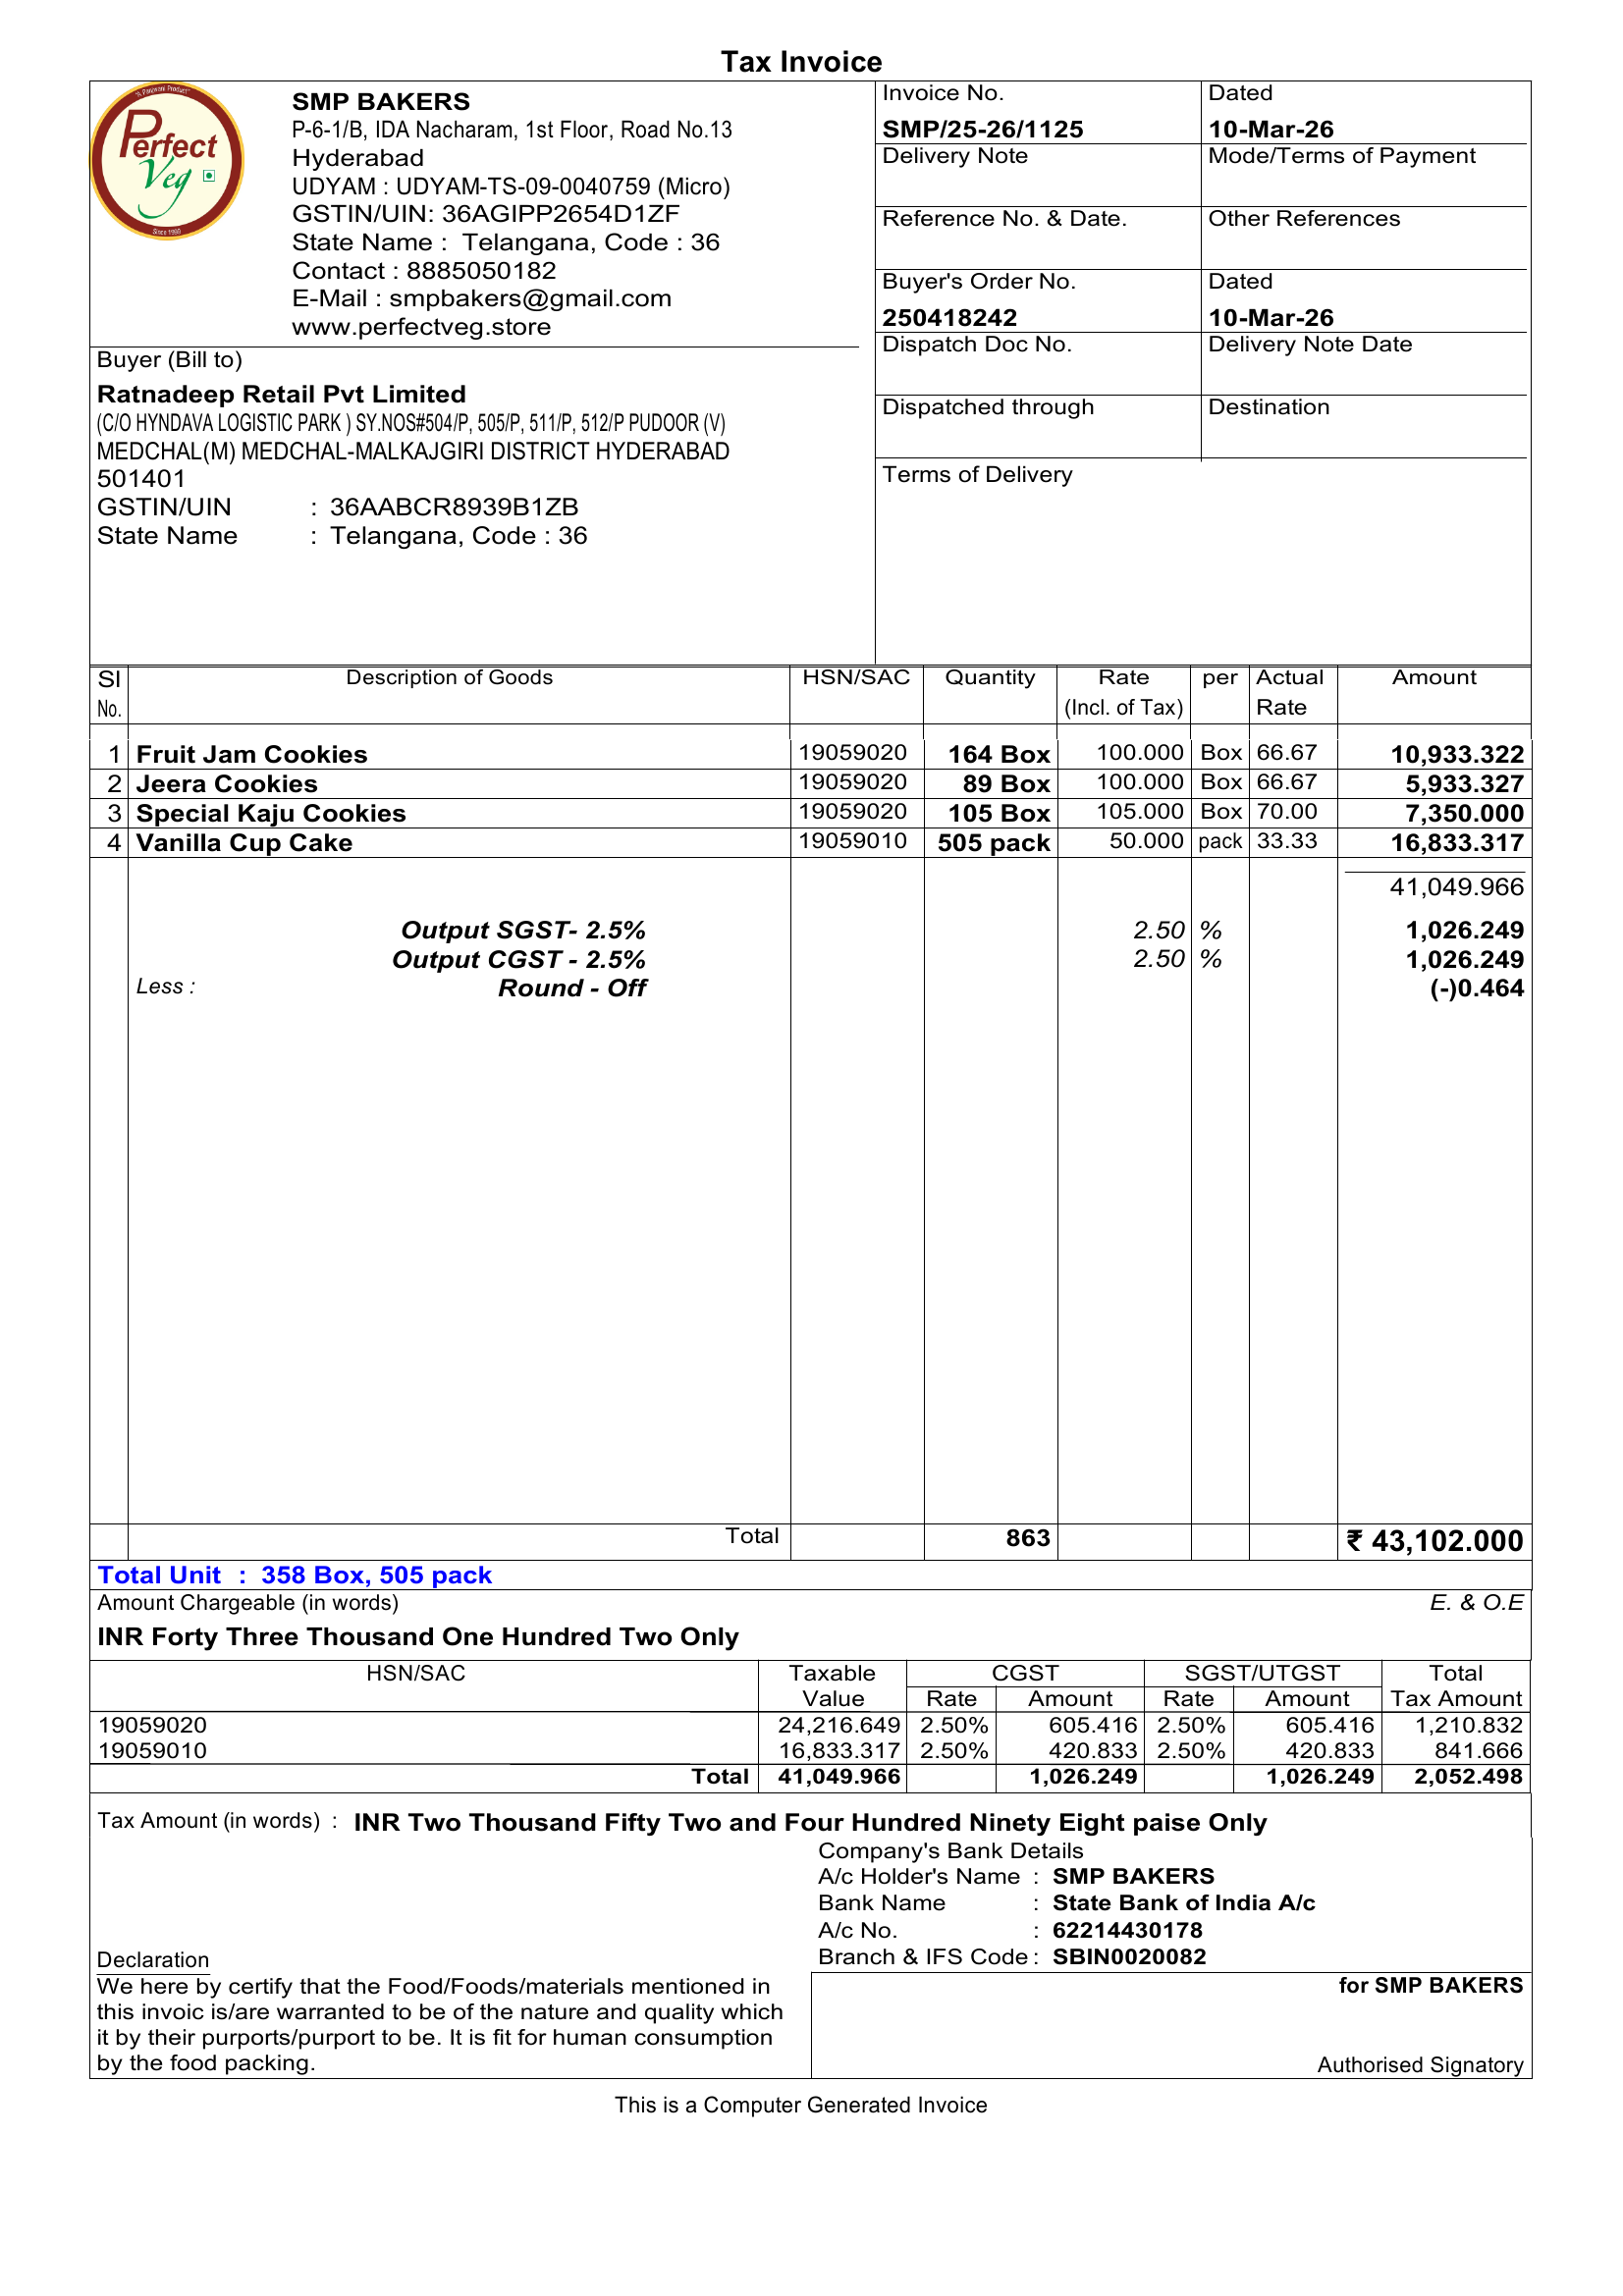 Tax Invoice
"A Panjwani Product"
Perfect
Veg
Since 1986
SMP BAKERS
P-6-1/B, IDA Nacharam, 1st Floor, Road No.13
Hyderabad
UDYAM : UDYAM-TS-09-0040759 (Micro)
GSTIN/UIN: 36AGIPP2654D1ZF
State Name : Telangana, Code : 36
Contact : 8885050182
E-Mail : smpbakers@gmail.com
www.perfectveg.store
Invoice No. Dated
SMP/25-26/1125 10-Mar-26
Delivery Note Mode/Terms of Payment
Reference No. & Date. Other References
Buyer's Order No. Dated
250418242 10-Mar-26
Dispatch Doc No. Delivery Note Date
Dispatched through Destination
Terms of Delivery
Buyer (Bill to)
Ratnadeep Retail Pvt Limited
(C/O HYNDAVA LOGISTIC PARK ) SY.NOS#504/P, 505/P, 511/P, 512/P PUDOOR (V)
MEDCHAL(M) MEDCHAL-MALKAJGIRI DISTRICT HYDERABAD
501401
GSTIN/UIN : 36AABCR8939B1ZB
State Name : Telangana, Code : 36
SI Description of Goods HSN/SAC Quantity Rate per Actual Amount
No. (Incl. of Tax) Rate
1 Fruit Jam Cookies 19059020 164 Box 100.000 Box 66.67 10,933.322
2 Jeera Cookies 19059020 89 Box 100.000 Box 66.67 5,933.327
3 Special Kaju Cookies 19059020 105 Box 105.000 Box 70.00 7,350.000
4 Vanilla Cup Cake 19059010 505 pack 50.000 pack 33.33 16,833.317
41,049.966
Output SGST- 2.5% 2.50 % 1,026.249
Output CGST - 2.5% 2.50 % 1,026.249
Less : Round - Off (-)0.464
Total 863 ₹ 43,102.000
Total Unit : 358 Box, 505 pack
Amount Chargeable (in words) E. & O.E
INR Forty Three Thousand One Hundred Two Only
HSN/SAC Taxable CGST SGST/UTGST Total
Value Rate Amount Rate Amount Tax Amount
19059020 24,216.649 2.50% 605.416 2.50% 605.416 1,210.832
19059010 16,833.317 2.50% 420.833 2.50% 420.833 841.666
Total 41,049.966 1,026.249 1,026.249 2,052.498
Tax Amount (in words) : INR Two Thousand Fifty Two and Four Hundred Ninety Eight paise Only
Company's Bank Details
A/c Holder's Name : SMP BAKERS
Bank Name : State Bank of India A/c
A/c No. : 62214430178
Branch & IFS Code : SBIN0020082
Declaration
We here by certify that the Food/Foods/materials mentioned in
this invoic is/are warranted to be of the nature and quality which
it by their purports/purport to be. It is fit for human consumption
by the food packing.
for SMP BAKERS
Authorised Signatory
This is a Computer Generated Invoice